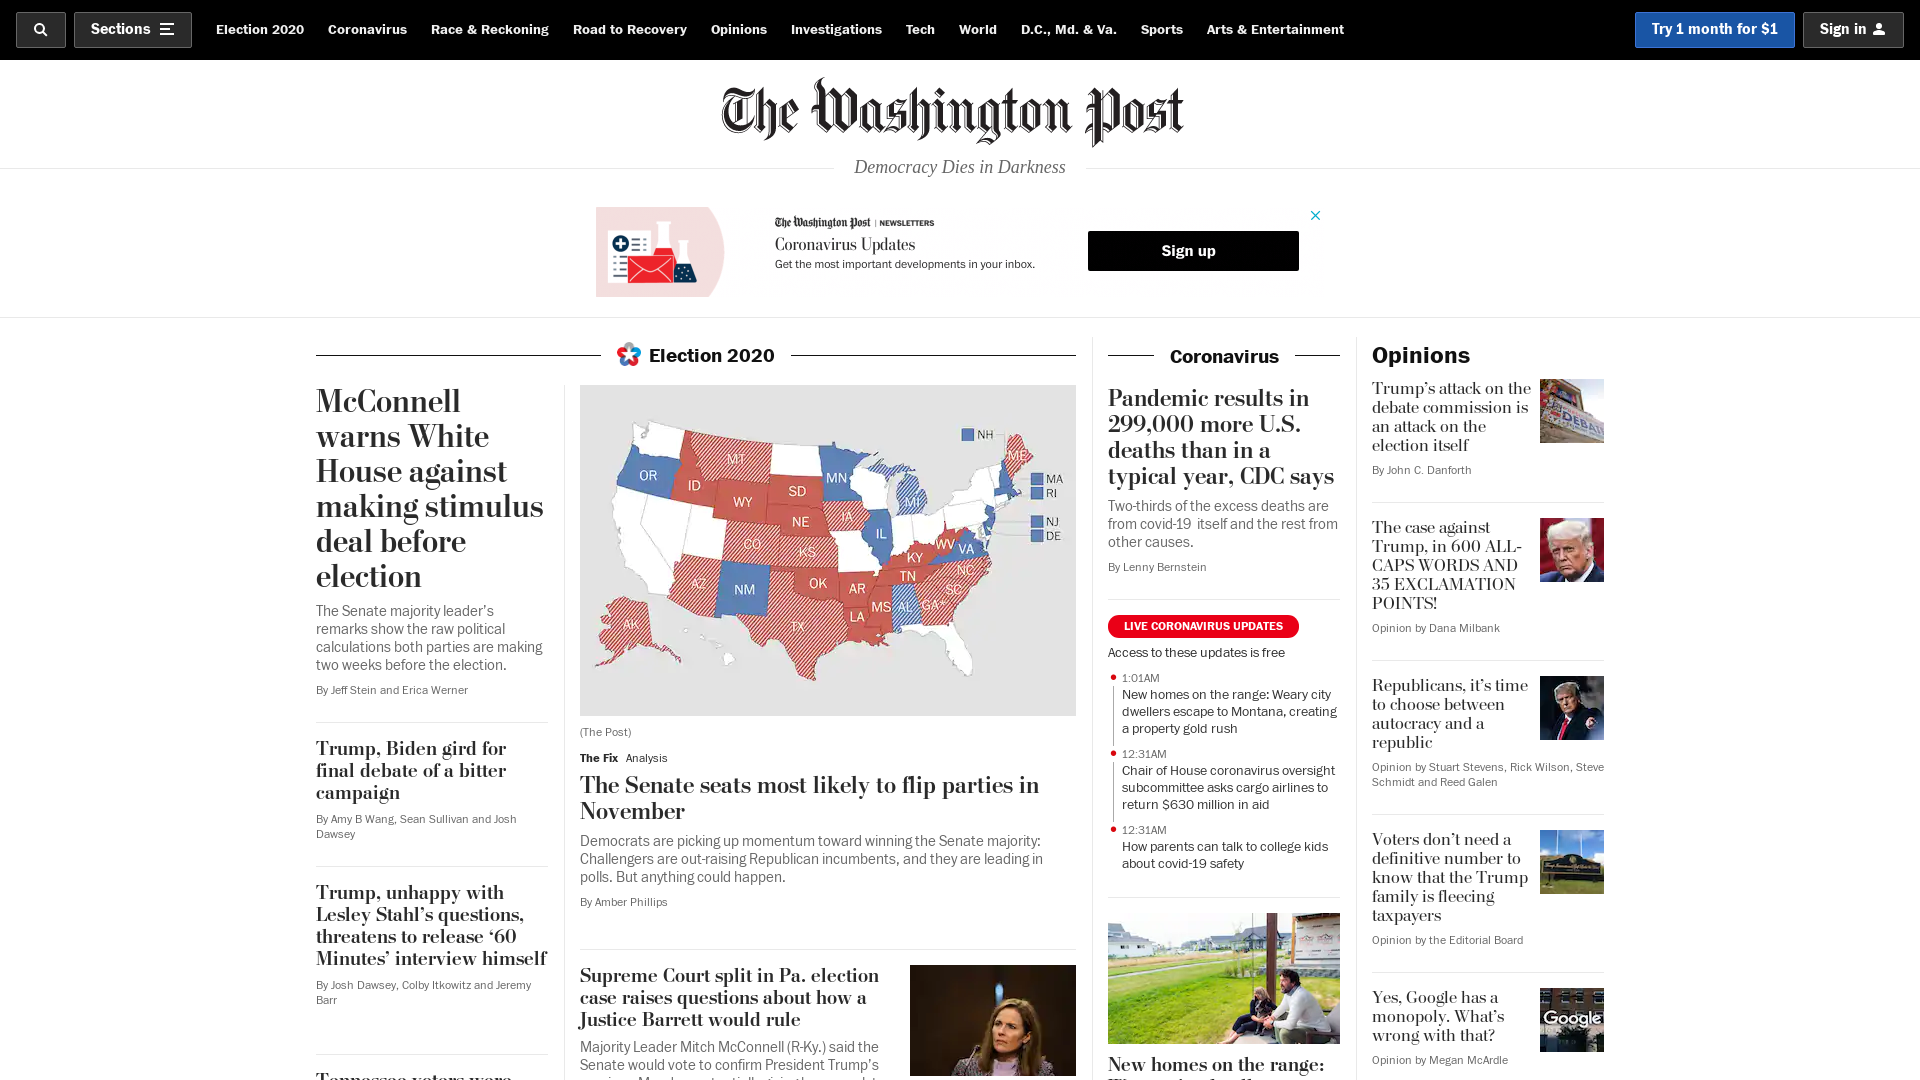 Sections
Election 2020
Coronavirus
Race & Reckoning
Road to Recovery
Opinions
Investigations
Tech
World
D.C., Md. & Va.
Sports
Arts & Entertainment
Try 1 month for $1
Sign in
The Washington Post
Democracy Dies in Darkness
The Washington Post | NEWSLETTERS
Coronavirus Updates
Get the most important developments in your inbox.
Sign up
Election 2020
McConnell
warns White
House against
making stimulus
deal before
election
The Senate majority leader’s
remarks show the raw political
calculations both parties are making
two weeks before the election.
By Jeff Stein and Erica Werner
Trump, Biden gird for
final debate of a bitter
campaign
By Amy B Wang, Sean Sullivan and Josh
Dawsey
Trump, unhappy with
Lesley Stahl’s questions,
threatens to release ‘60
Minutes’ interview himself
By Josh Dawsey, Colby Itkowitz and Jeremy
Barr
Tennessee voters were
OR
MT
ID
WY
SD
NE
CO
KS
AZ
NM
OK
TX
AK
MN
IA
IL
MI
AR
LA
MS
AL
GA*
TN
KY
WV
VA
NC
SC
ME
NH
MA
RI
NJ
DE
(The Post)
The Fix Analysis
The Senate seats most likely to flip parties in
November
Democrats are picking up momentum toward winning the Senate majority:
Challengers are out-raising Republican incumbents, and they are leading in
polls. But anything could happen.
By Amber Phillips
Supreme Court split in Pa. election
case raises questions about how a
Justice Barrett would rule
Majority Leader Mitch McConnell (R-Ky.) said the
Senate would vote to confirm President Trump’s
Coronavirus
Pandemic results in
299,000 more U.S.
deaths than in a
typical year, CDC says
Two-thirds of the excess deaths are
from covid-19 itself and the rest from
other causes.
By Lenny Bernstein
LIVE CORONAVIRUS UPDATES
Access to these updates is free
1:01AM
New homes on the range: Weary city
dwellers escape to Montana, creating
a property gold rush
12:31AM
Chair of House coronavirus oversight
subcommittee asks cargo airlines to
return $630 million in aid
12:31AM
How parents can talk to college kids
about covid-19 safety
New homes on the range:
Opinions
Trump’s attack on the
debate commission is
an attack on the
election itself
By John C. Danforth
DEBATE
The case against
Trump, in 600 ALL-
CAPS WORDS AND
35 EXCLAMATION
POINTS!
Opinion by Dana Milbank
Republicans, it’s time
to choose between
autocracy and a
republic
Opinion by Stuart Stevens, Rick Wilson, Steve
Schmidt and Reed Galen
Voters don’t need a
definitive number to
know that the Trump
family is fleecing
taxpayers
Opinion by the Editorial Board
Yes, Google has a
monopoly. What’s
wrong with that?
Opinion by Megan McArdle
Google